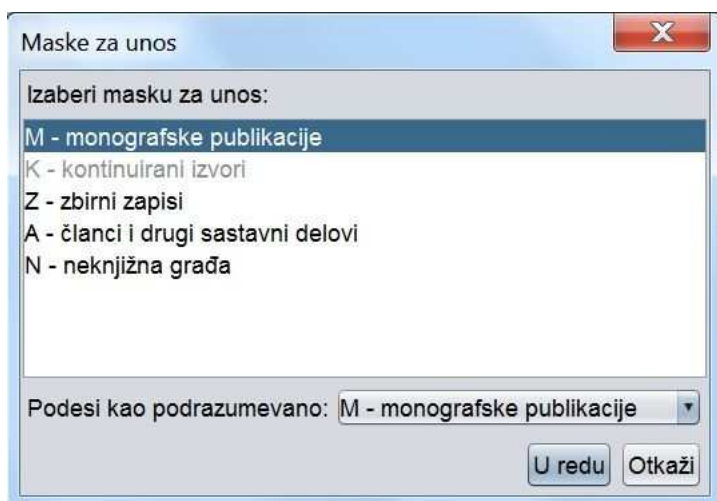 Maske za unos
Izaberi masku za unos:
M - monografske publikacije
K - kontinuirani izvori
Z - zbirni zapisi
A - članci i drugi sastavni delovi
N - neknjižna građa
Podesi kao podrazumevano: M - monografske publikacije
U redu Otkaži